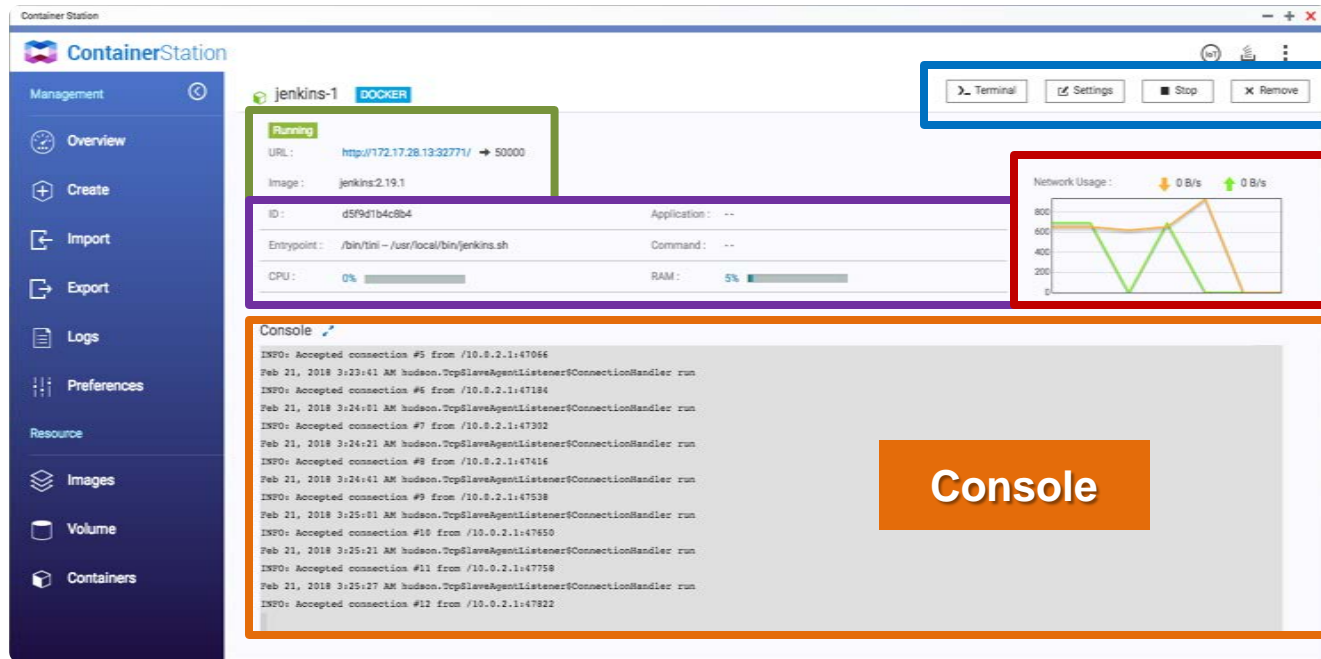 Container Station
ContainerStation
IoT
Management
Overview
Create
Import
Export
Logs
Preferences
Resource
Images
Volume
Containers
jenkins-1 DOCKER
Terminal Settings Stop Remove
Running
URL : http://172.17.28.13:32771/ ➔ 50000
Image : jenkins:2.19.1
ID : d5f9d1b4c8b4 Application : --
Entrypoint : /bin/tini – /usr/local/bin/jenkins.sh Command : --
CPU : 0% RAM : 5%
Network Usage : 0 B/s 0 B/s
800
600
400
200
0
Console
INFO: Accepted connection #5 from /10.0.2.1:47066
Feb 21, 2018 3:23:41 AM hudson.TcpSlaveAgentListener$ConnectionHandler run
INFO: Accepted connection #6 from /10.0.2.1:47184
Feb 21, 2018 3:24:01 AM hudson.TcpSlaveAgentListener$ConnectionHandler run
INFO: Accepted connection #7 from /10.0.2.1:47302
Feb 21, 2018 3:24:21 AM hudson.TcpSlaveAgentListener$ConnectionHandler run
INFO: Accepted connection #8 from /10.0.2.1:47416
Feb 21, 2018 3:24:41 AM hudson.TcpSlaveAgentListener$ConnectionHandler run
INFO: Accepted connection #9 from /10.0.2.1:47538
Feb 21, 2018 3:25:01 AM hudson.TcpSlaveAgentListener$ConnectionHandler run
INFO: Accepted connection #10 from /10.0.2.1:47650
Feb 21, 2018 3:25:21 AM hudson.TcpSlaveAgentListener$ConnectionHandler run
INFO: Accepted connection #11 from /10.0.2.1:47758
Feb 21, 2018 3:25:27 AM hudson.TcpSlaveAgentListener$ConnectionHandler run
INFO: Accepted connection #12 from /10.0.2.1:47822
Console